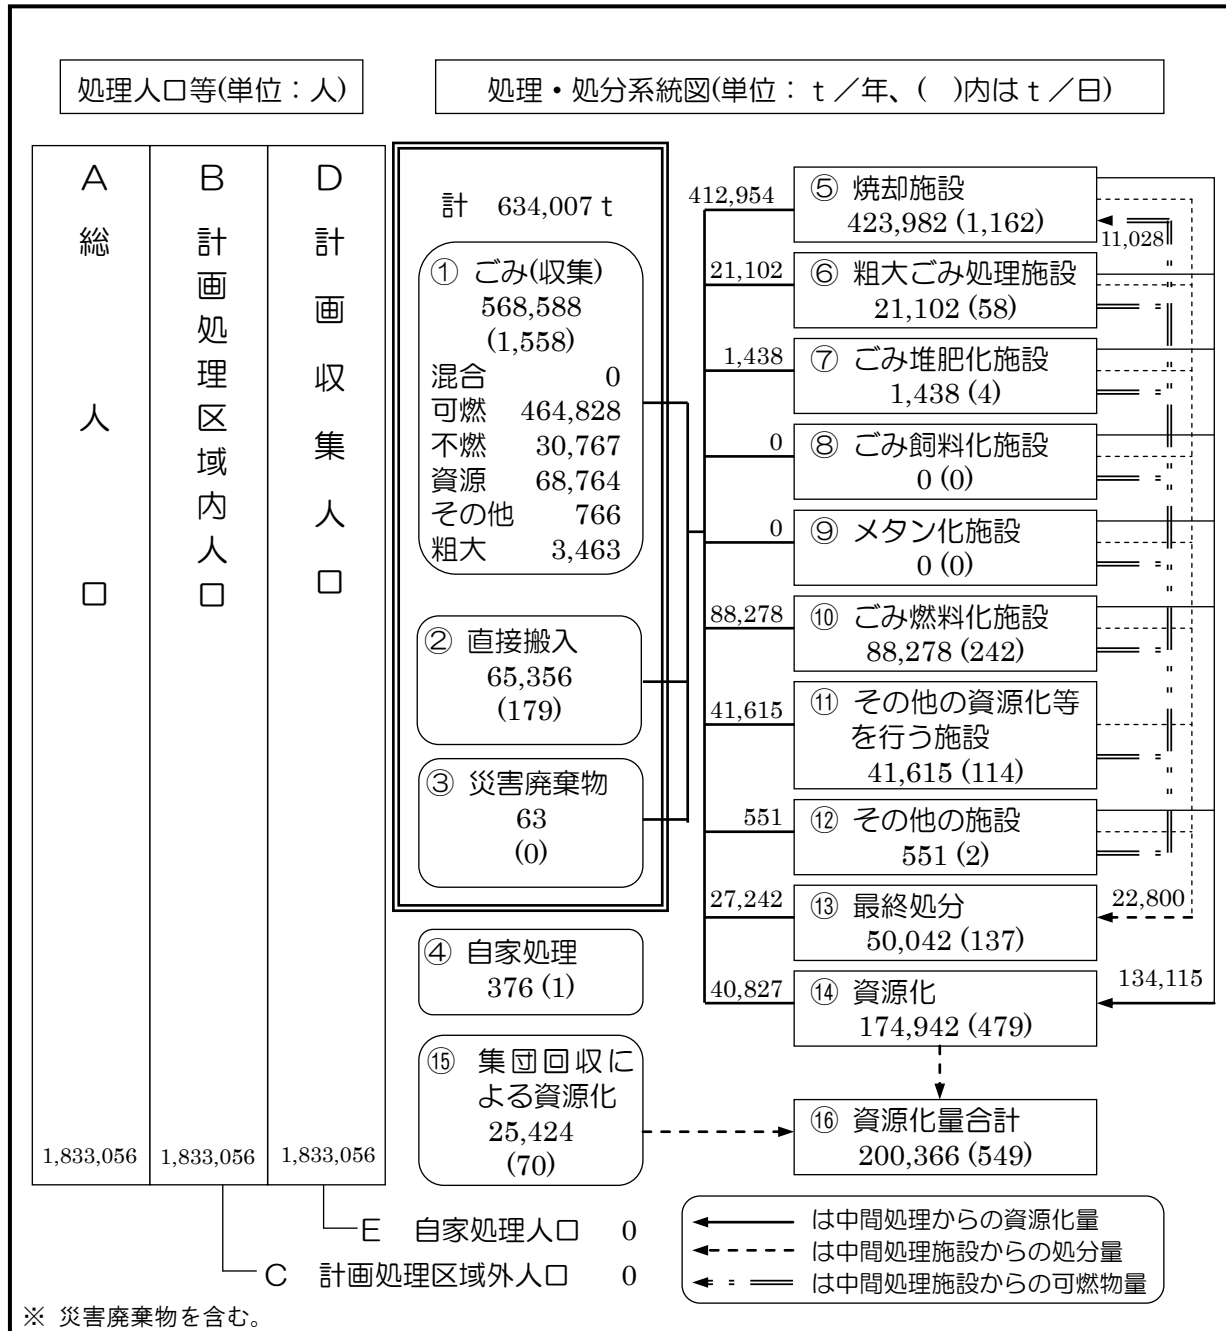 処理人口等(単位：人)
処理・処分系統図(単位：ｔ／年、(　)内はｔ／日)
A 総人口
1,833,056
B 計画処理区域内人口
1,833,056
D 計画収集人口
1,833,056
E 自家処理人口 0
C 計画処理区域外人口 0
計 634,007ｔ
① ごみ(収集)
568,588
(1,558)
混合 0
可燃 464,828
不燃 30,767
資源 68,764
その他 766
粗大 3,463
② 直接搬入
65,356
(179)
③ 災害廃棄物
63
(0)
④ 自家処理
376 (1)
⑮ 集団回収に
よる資源化
25,424
(70)
412,954
⑤ 焼却施設
423,982 (1,162)
11,028
21,102
⑥ 粗大ごみ処理施設
21,102 (58)
1,438
⑦ ごみ堆肥化施設
1,438 (4)
0
⑧ ごみ飼料化施設
0 (0)
0
⑨ メタン化施設
0 (0)
88,278
⑩ ごみ燃料化施設
88,278 (242)
41,615
⑪ その他の資源化等
を行う施設
41,615 (114)
551
⑫ その他の施設
551 (2)
27,242
⑬ 最終処分
50,042 (137)
22,800
40,827
⑭ 資源化
174,942 (479)
134,115
⑯ 資源化量合計
200,366 (549)
は中間処理からの資源化量
は中間処理施設からの処分量
は中間処理施設からの可燃物量
※ 災害廃棄物を含む。